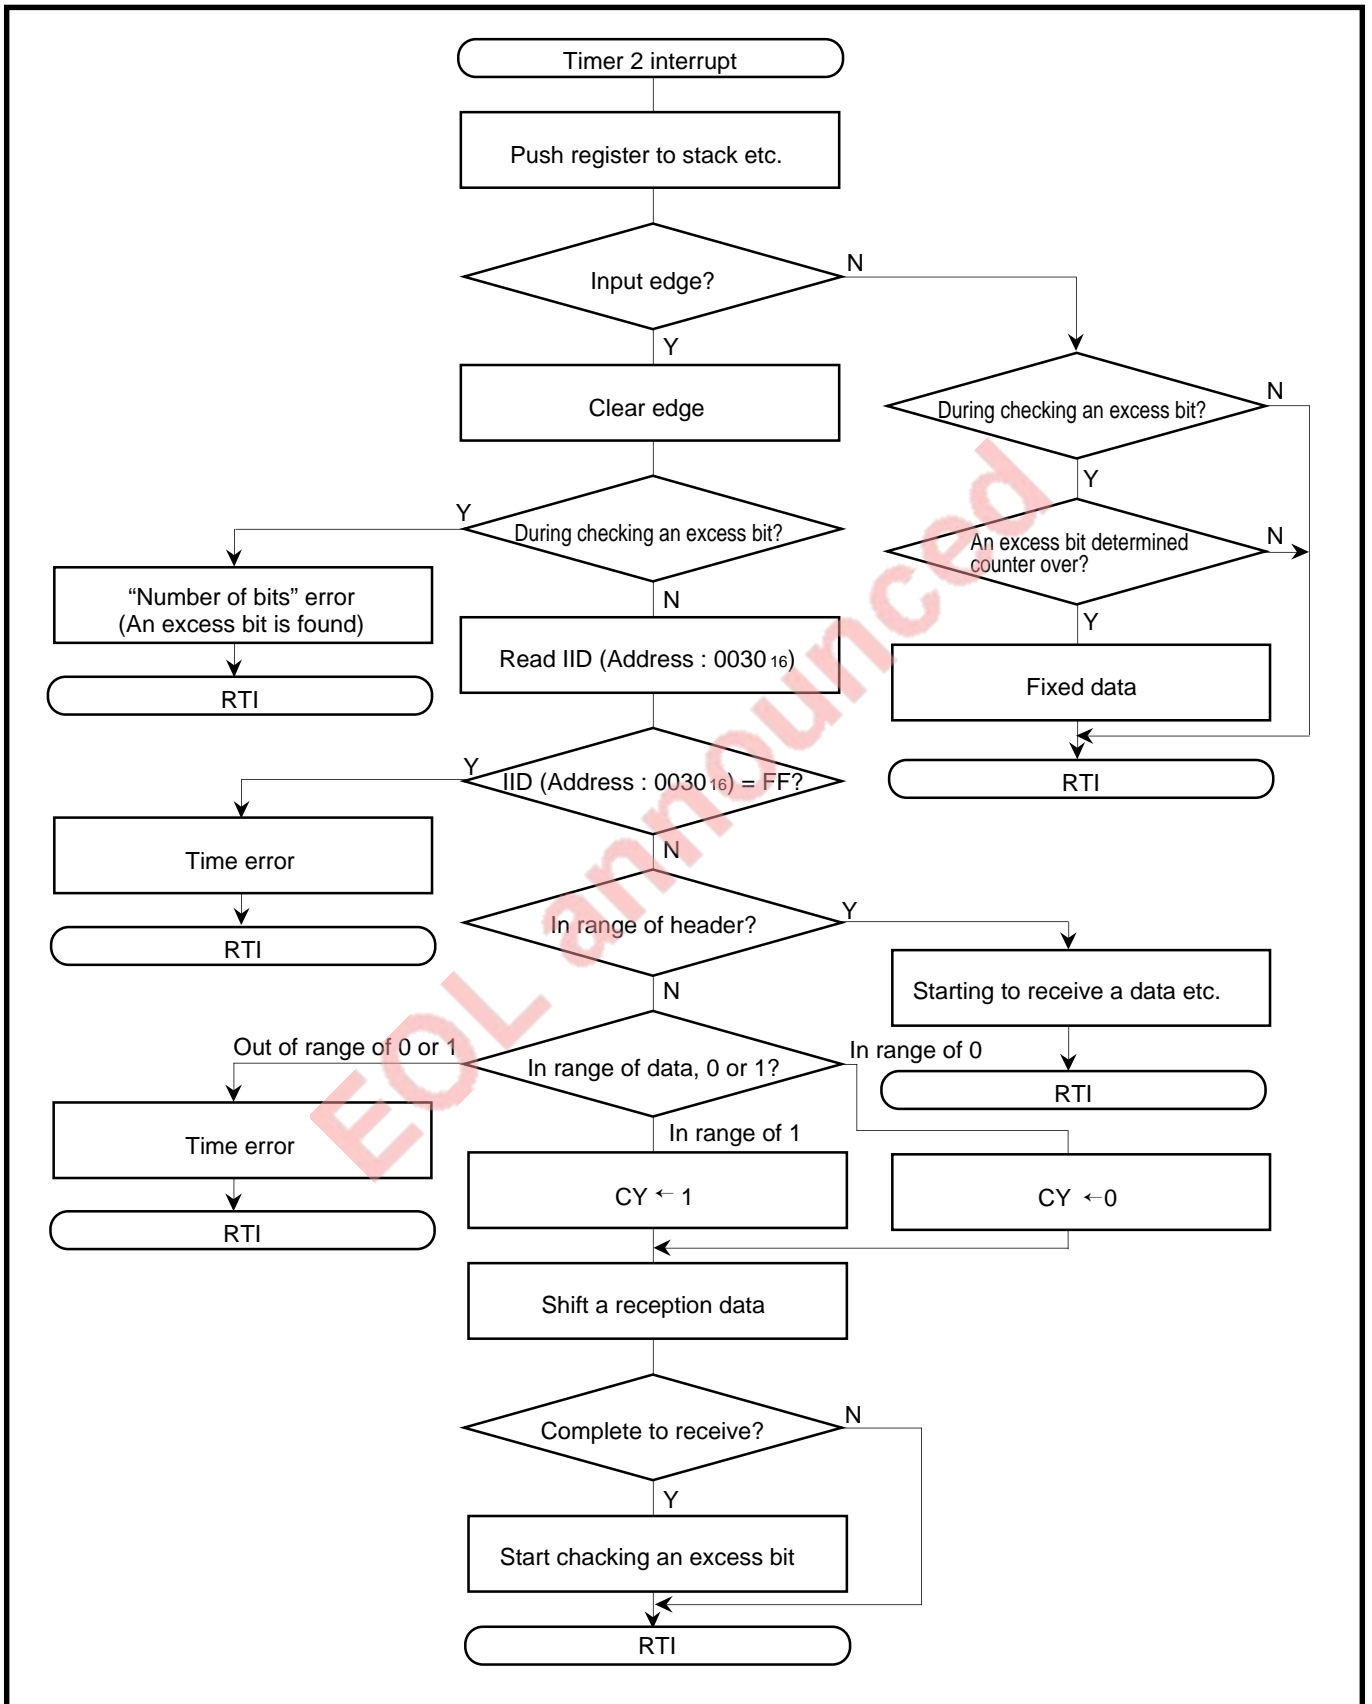 Timer 2 interrupt
Push register to stack etc.
Input edge?
N
Y
Clear edge
During checking an excess bit?
N
Y
During checking an excess bit?
Y
N
An excess bit determined
counter over?
N
Y
"Number of bits" error
(An excess bit is found)
RTI
Read IID (Address : 0030 16)
Fixed data
RTI
Y
IID (Address : 0030 16) = FF?
N
Time error
RTI
In range of header?
Y
N
Starting to receive a data etc.
RTI
Out of range of 0 or 1
In range of data, 0 or 1?
In range of 0
In range of 1
Time error
RTI
CY ← 1
CY ←0
Shift a reception data
Complete to receive?
N
Y
Start chacking an excess bit
RTI
EOL announced